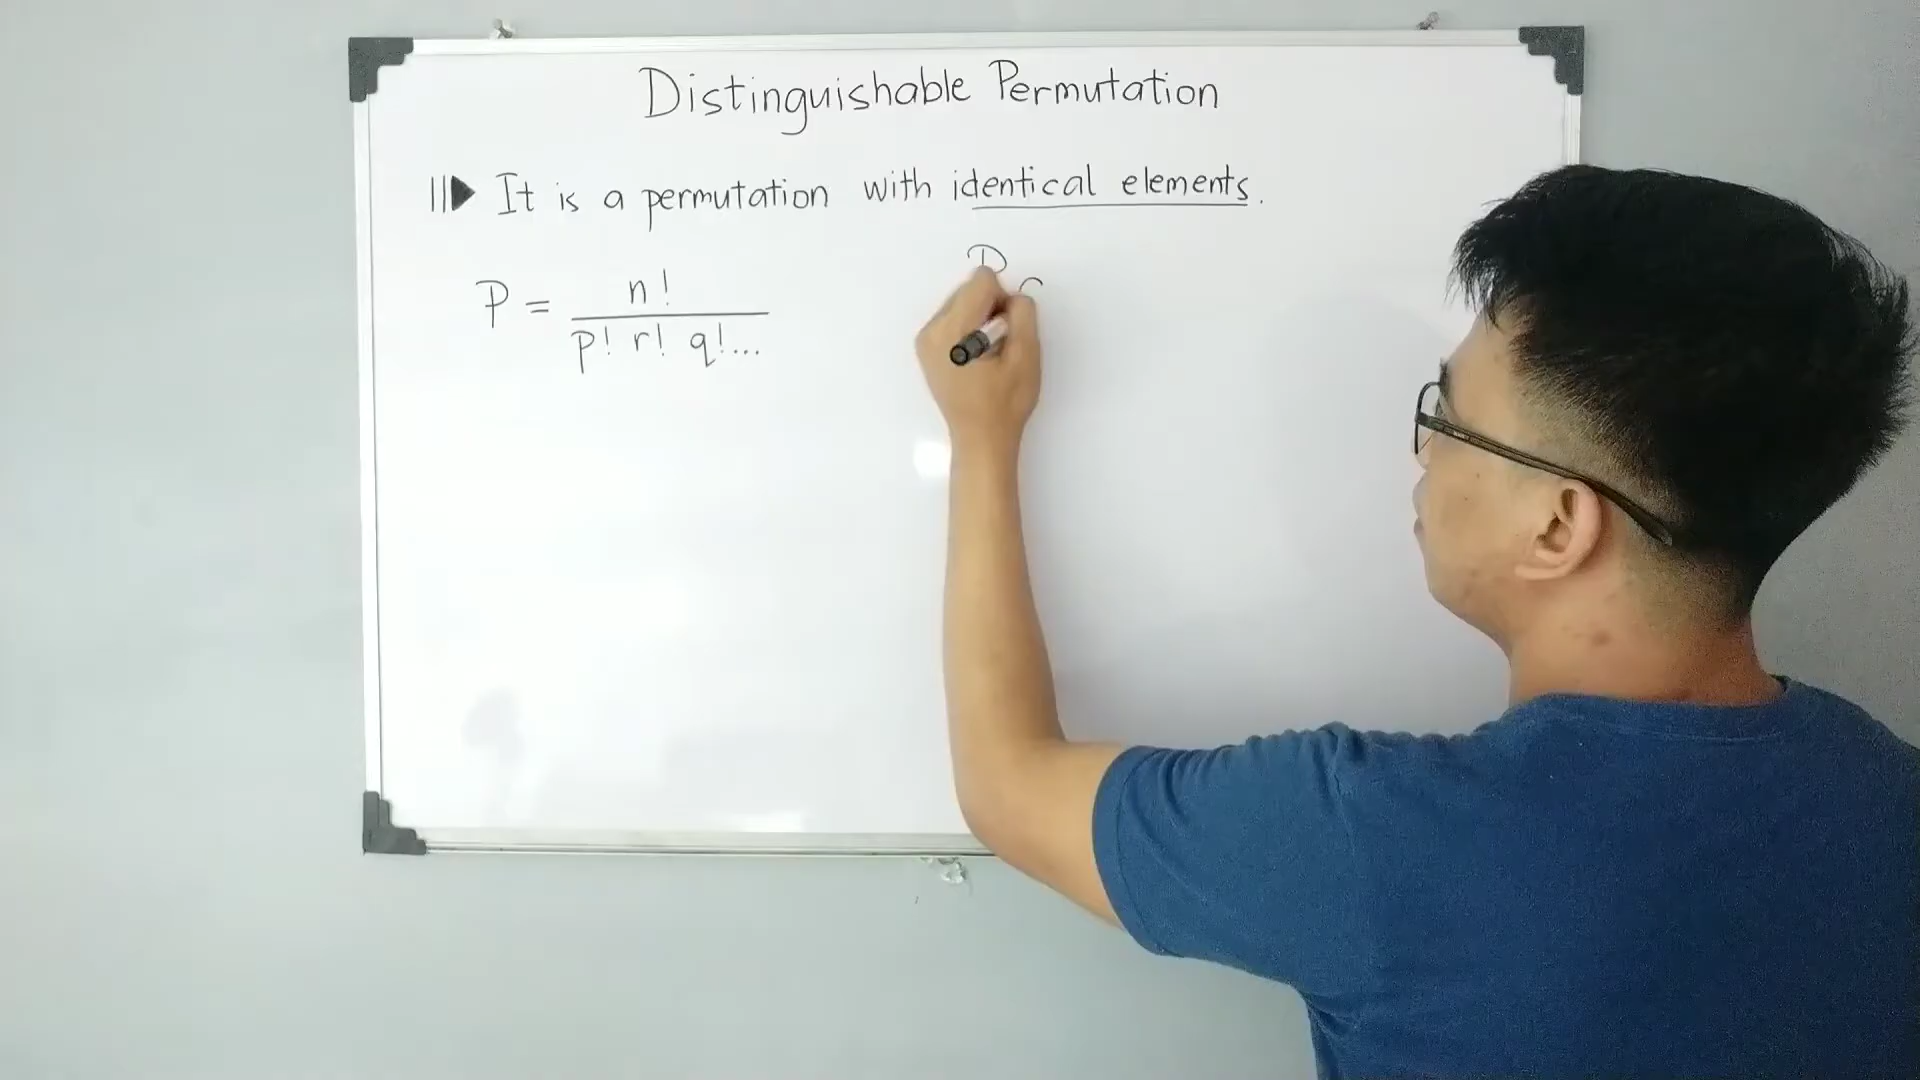 Distinguishable Permutation
It is a permutation with identical elements.
P = n! / p! r! q!...
P